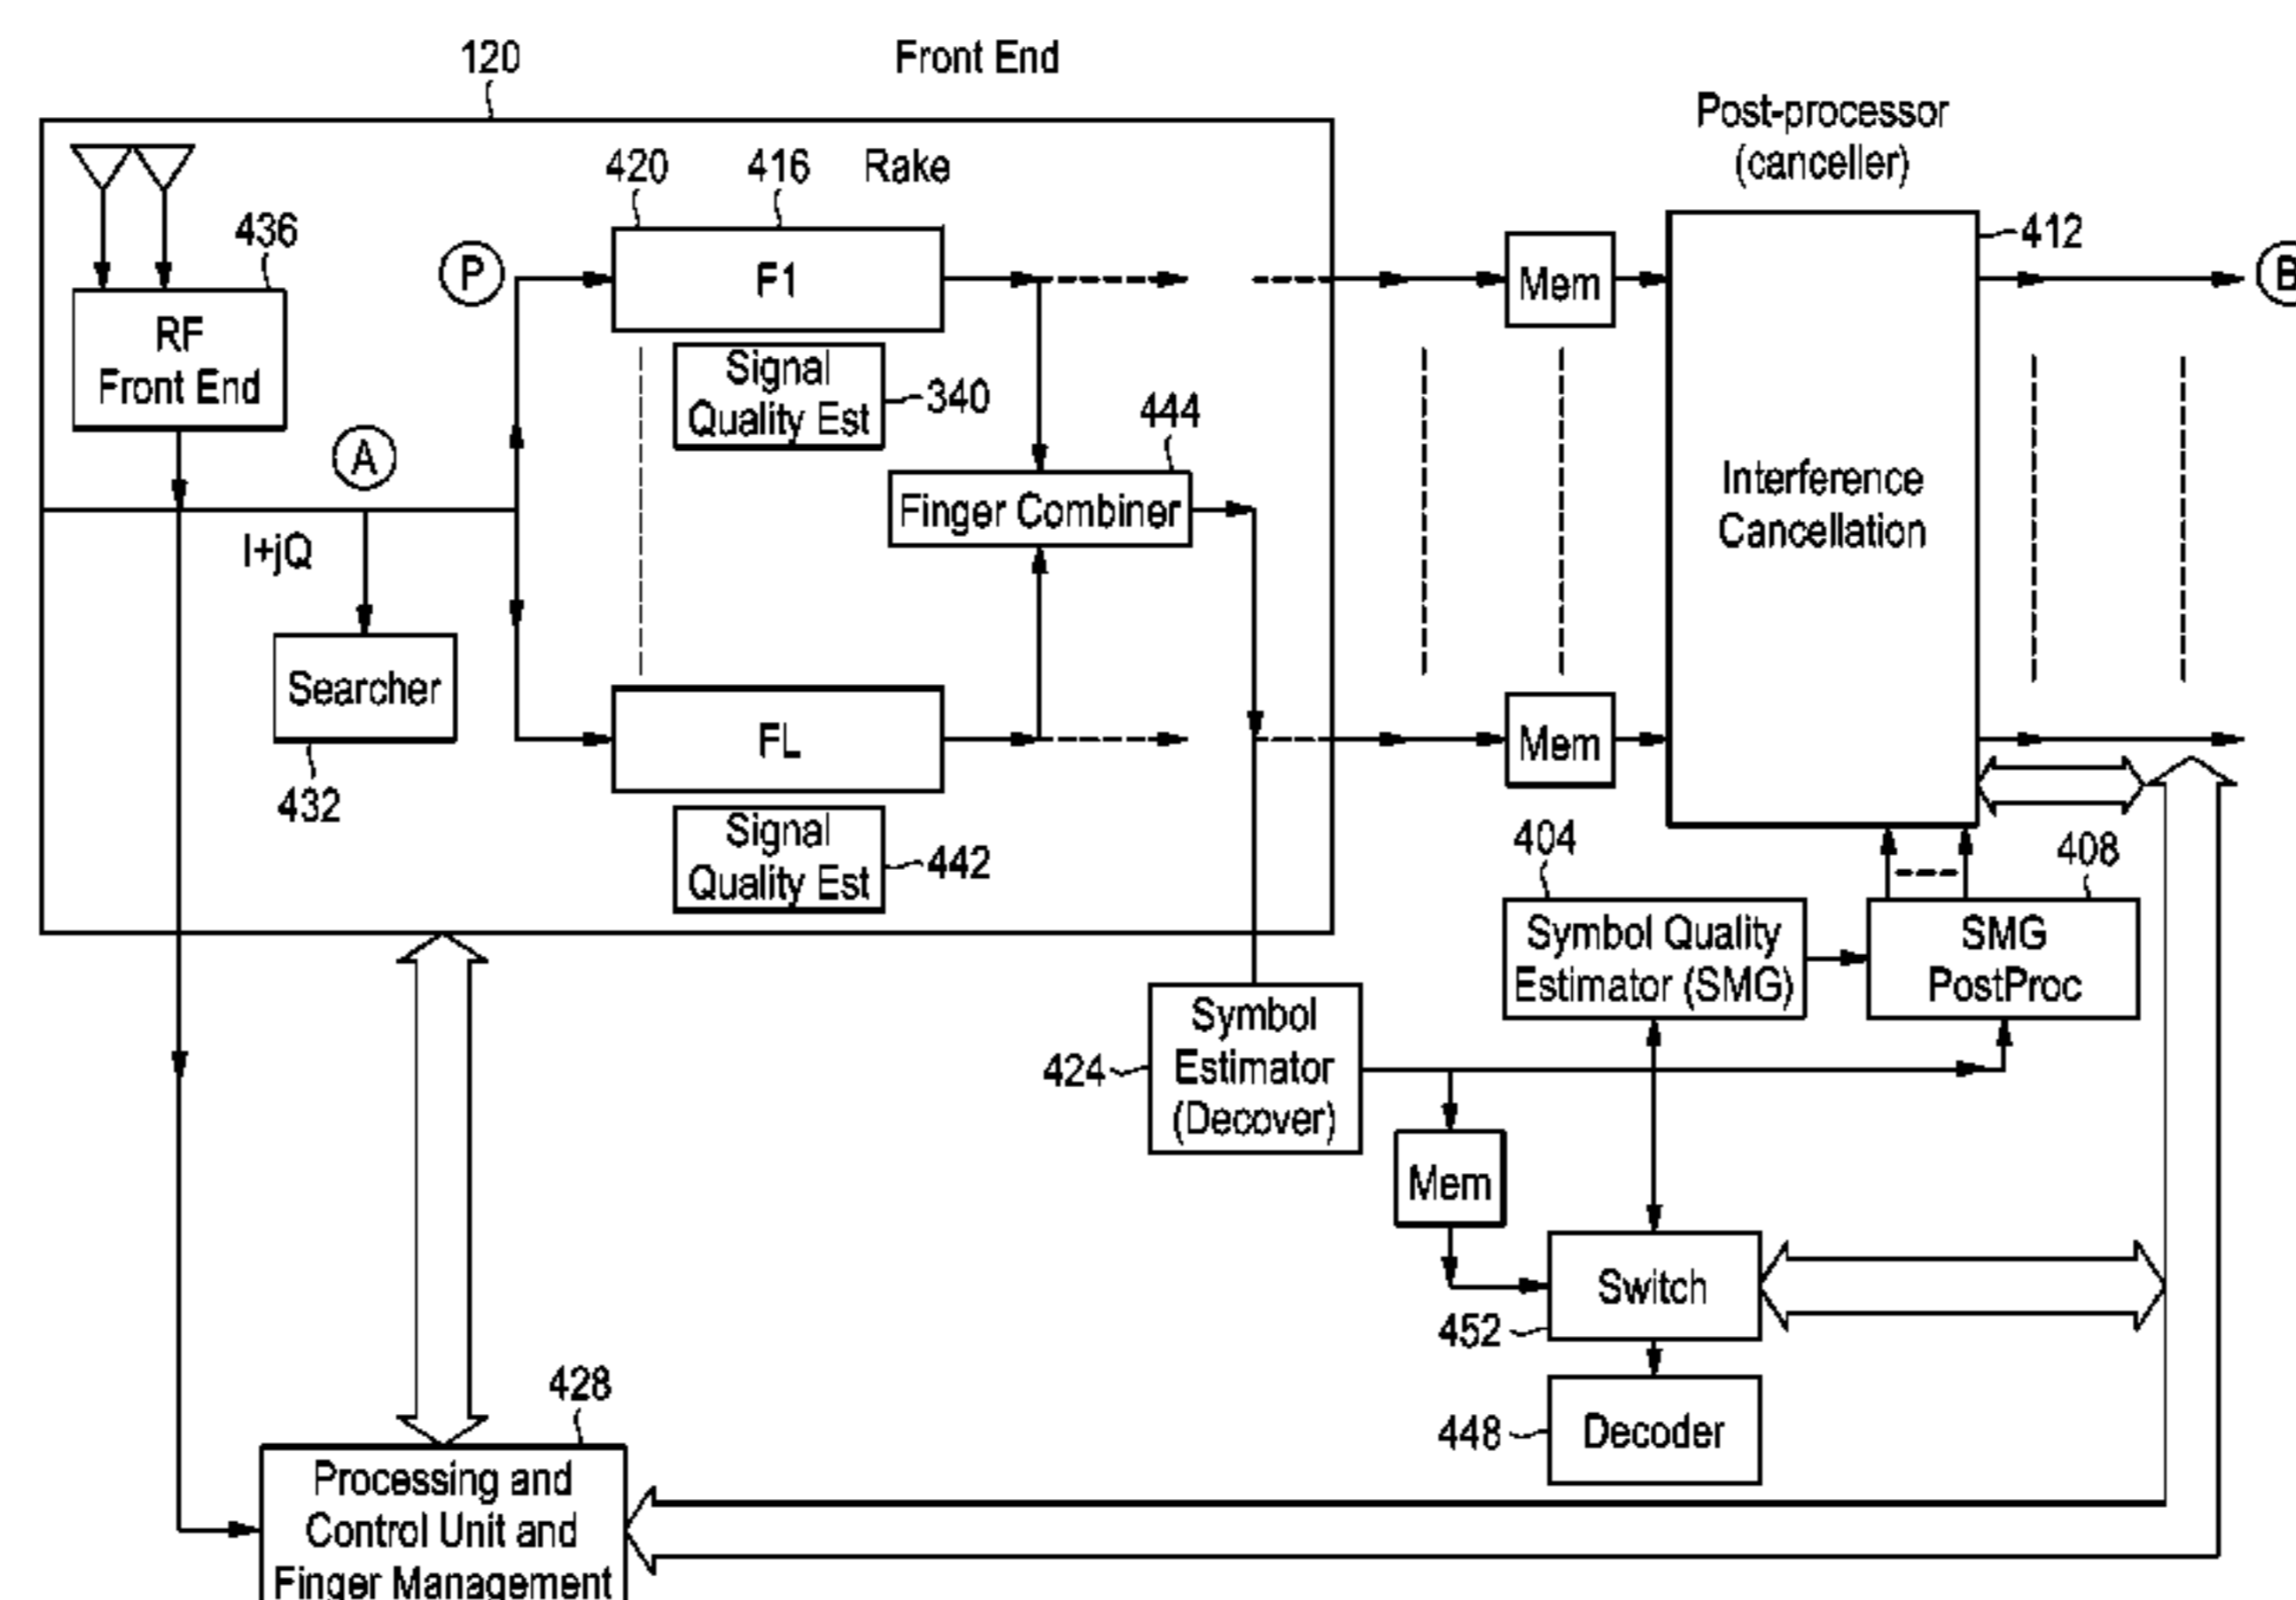 120
Front End
Post-processor
(canceller)
420
416
Rake
436
412
P
F1
Mem
B
RF
Front End
Signal
Quality Est
340
444
A
Finger Combiner
Interference
Cancellation
I+jQ
Searcher
432
FL
Mem
Signal
Quality Est
442
404
408
Symbol Quality
Estimator (SMG)
SMG
PostProc
Symbol
Estimator
(Decover)
424
Mem
Switch
452
428
448
Decoder
Processing and
Control Unit and
Finger Management